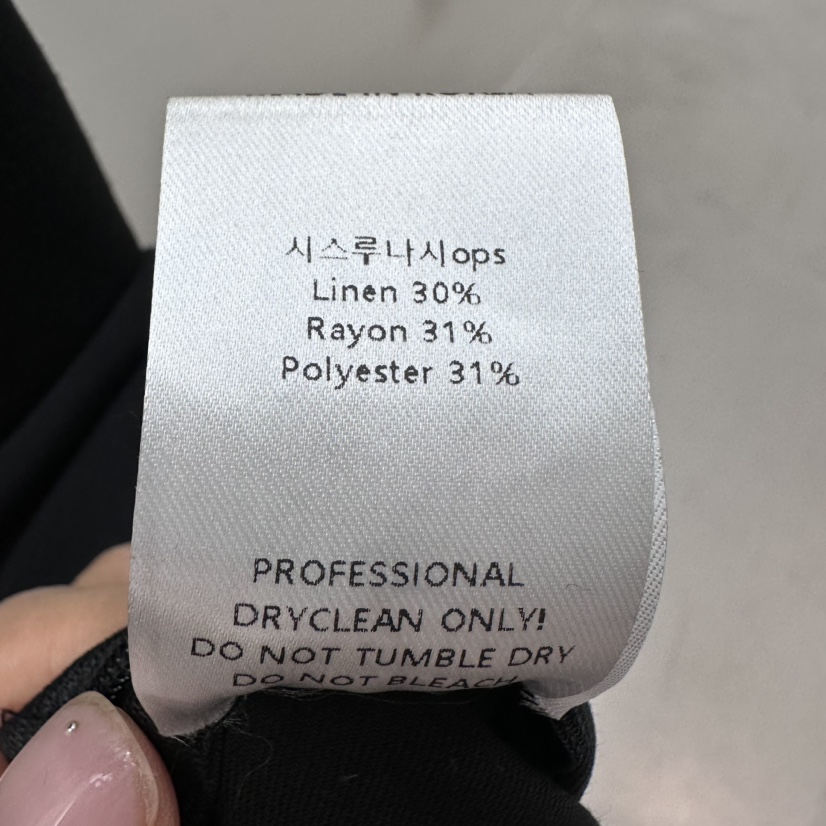 시스루나시ops
Linen 30%
Rayon 31%
Polyester 31%
PROFESSIONAL
DRYCLEAN ONLY!
DO NOT TUMBLE DRY
DO NOT BLEACH